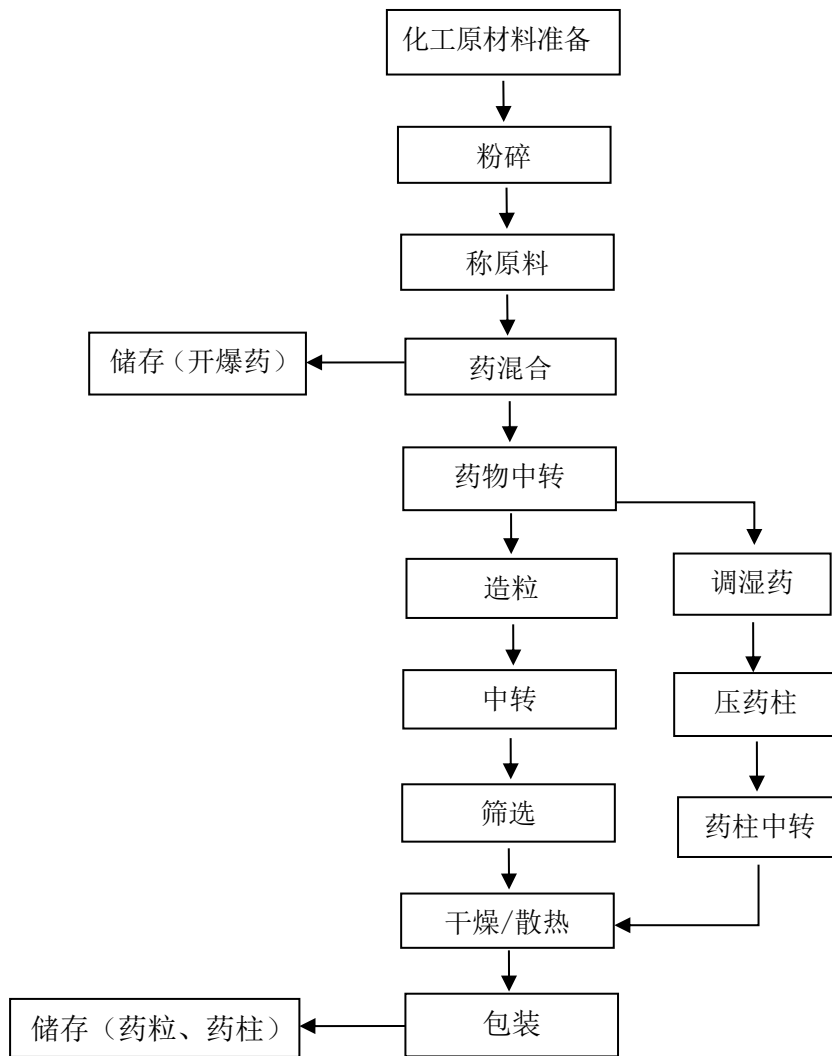 化工原材料准备
粉碎
称原料
储存（开爆药）
药混合
药物中转
造粒
调湿药
中转
压药柱
筛选
药柱中转
干燥/散热
包装
储存（药粒、药柱）